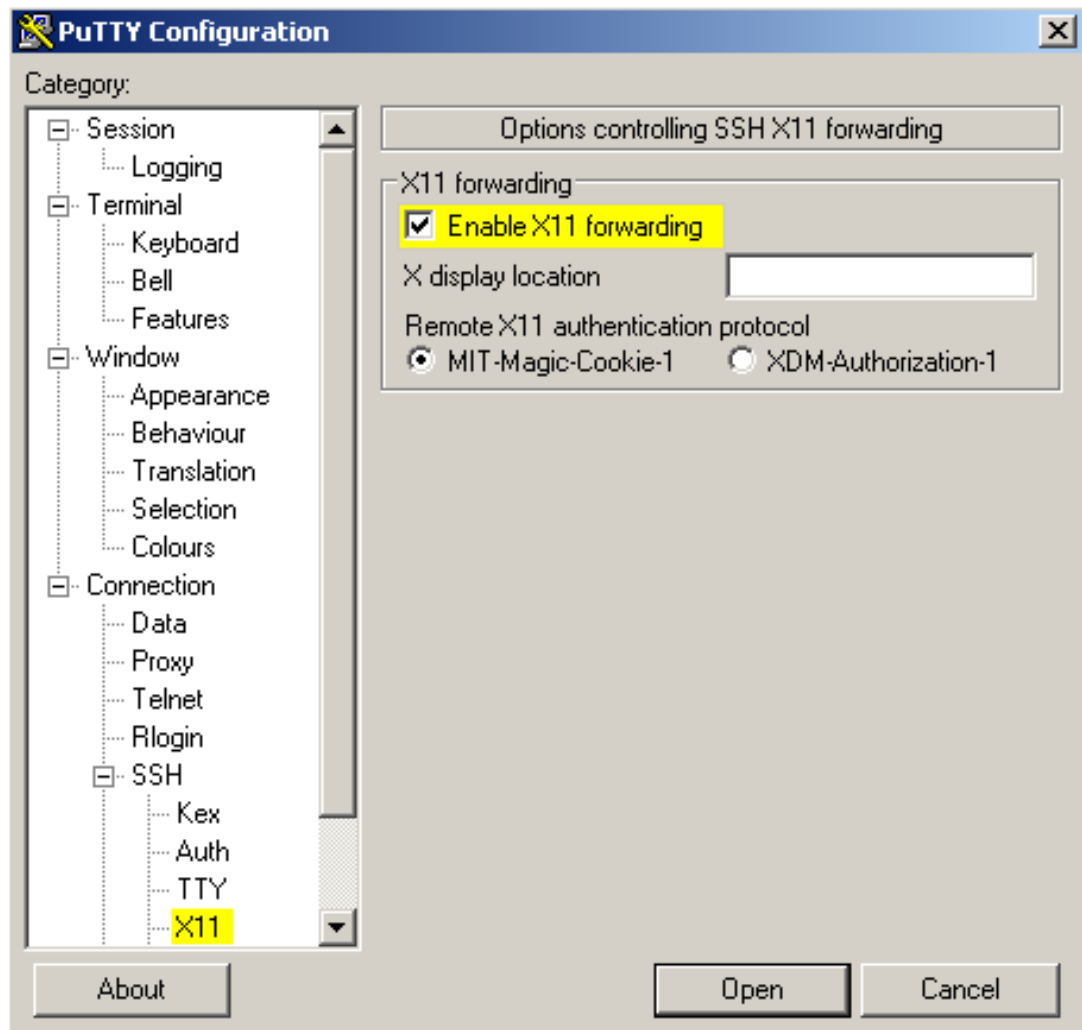 PuTTY Configuration
Category:
Session
Logging
Terminal
Keyboard
Bell
Features
Window
Appearance
Behaviour
Translation
Selection
Colours
Connection
Data
Proxy
Telnet
Rlogin
SSH
Kex
Auth
TTY
X11
Options controlling SSH X11 forwarding
X11 forwarding
Enable X11 forwarding
X display location
Remote X11 authentication protocol
MIT-Magic-Cookie-1 XDM-Authorization-1
About Open Cancel